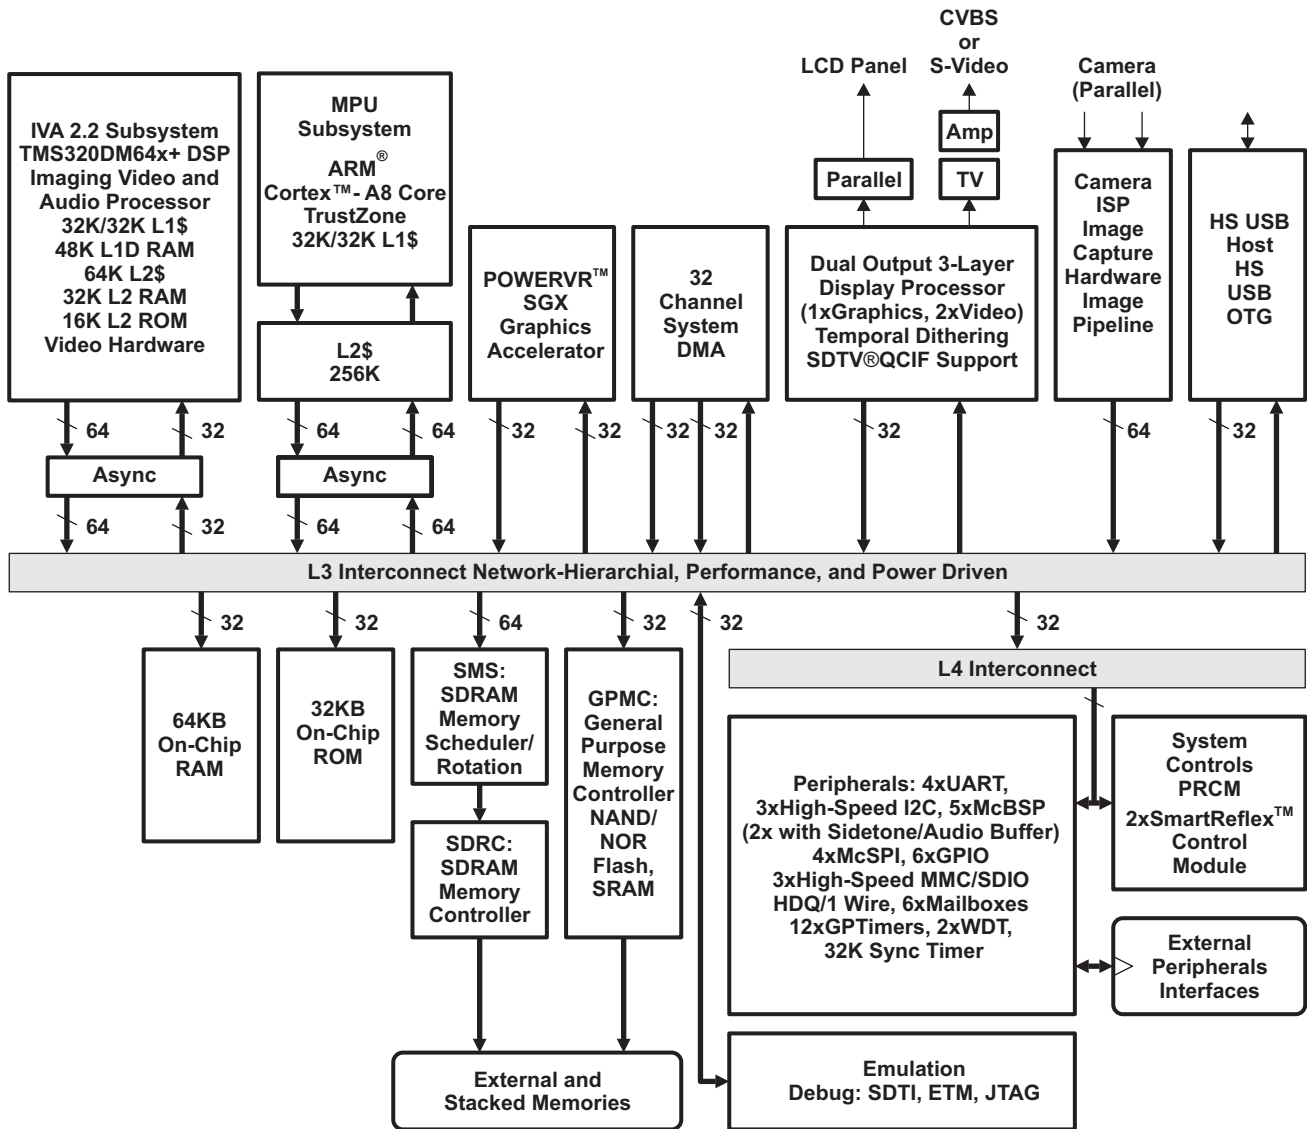 CVBS
or
S-Video
LCD Panel
Camera
(Parallel)
Amp
Parallel
TV
IVA 2.2 Subsystem
TMS320DM64x+ DSP
Imaging Video and
Audio Processor
32K/32K L1$
48K L1D RAM
64K L2$
32K L2 RAM
16K L2 ROM
Video Hardware
MPU
Subsystem
ARM®
Cortex™- A8 Core
TrustZone
32K/32K L1$
L2$
256K
POWERVR™
SGX
Graphics
Accelerator
32
Channel
System
DMA
Dual Output 3-Layer
Display Processor
(1xGraphics, 2xVideo)
Temporal Dithering
SDTV®QCIF Support
Camera
ISP
Image
Capture
Hardware
Image
Pipeline
HS USB
Host
HS
USB
OTG
64
32
64
64
32
32
32
32
32
64
32
Async
Async
64
32
64
64
L3 Interconnect Network-Hierarchial, Performance, and Power Driven
32
32
64
32
32
32
L4 Interconnect
64KB
On-Chip
RAM
32KB
On-Chip
ROM
SMS:
SDRAM
Memory
Scheduler/
Rotation
SDRC:
SDRAM
Memory
Controller
GPMC:
General
Purpose
Memory
Controller
NAND/
NOR
Flash,
SRAM
Peripherals: 4xUART,
3xHigh-Speed I2C, 5xMcBSP
(2x with Sidetone/Audio Buffer)
4xMcSPI, 6xGPIO
3xHigh-Speed MMC/SDIO
HDQ/1 Wire, 6xMailboxes
12xGPTimers, 2xWDT,
32K Sync Timer
System
Controls
PRCM
2xSmartReflex™
Control
Module
External
Peripherals
Interfaces
External and
Stacked Memories
Emulation
Debug: SDTI, ETM, JTAG